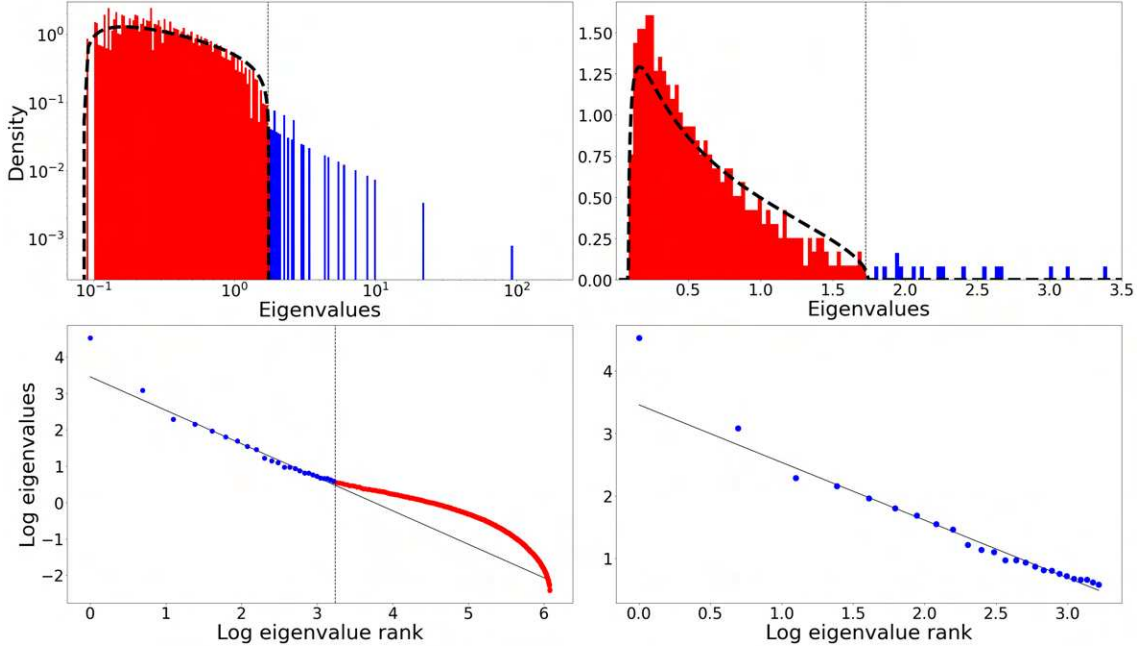 10⁰
10⁻¹
10⁻²
10⁻³
Density
10⁻¹ 10⁰ 10¹ 10²
Eigenvalues
1.50
1.25
1.00
0.75
0.50
0.25
0.00
0.5 1.0 1.5 2.0 2.5 3.0 3.5
Eigenvalues
4
3
2
1
0
−1
−2
Log eigenvalues
0 1 2 3 4 5 6
Log eigenvalue rank
4
3
2
1
0.0 0.5 1.0 1.5 2.0 2.5 3.0
Log eigenvalue rank